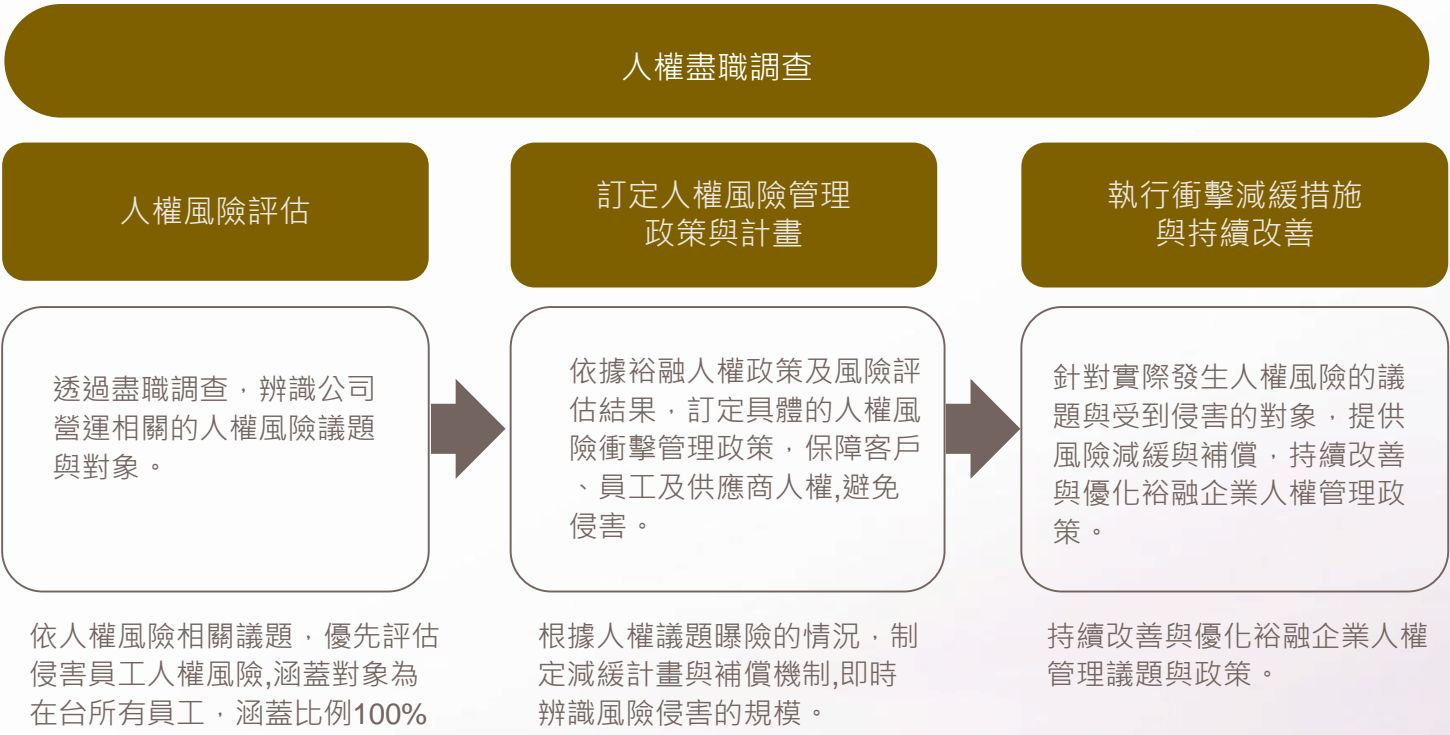 人權盡職調查
人權風險評估
訂定人權風險管理
政策與計畫
執行衝擊減緩措施
與持續改善
透過盡職調查，辨識公司
營運相關的人權風險議題
與對象。
依據裕融人權政策及風險評
估結果，訂定具體的人權風
險衝擊管理政策，保障客戶
、員工及供應商人權,避免
侵害。
針對實際發生人權風險的議
題與受到侵害的對象，提供
風險減緩與補償，持續改善
與優化裕融企業人權管理政
策。
依人權風險相關議題，優先評估
侵害員工人權風險,涵蓋對象為
在台所有員工，涵蓋比例100%
根據人權議題曝險的情況，制
定減緩計畫與補償機制,即時
辨識風險侵害的規模。
持續改善與優化裕融企業人權
管理議題與政策。